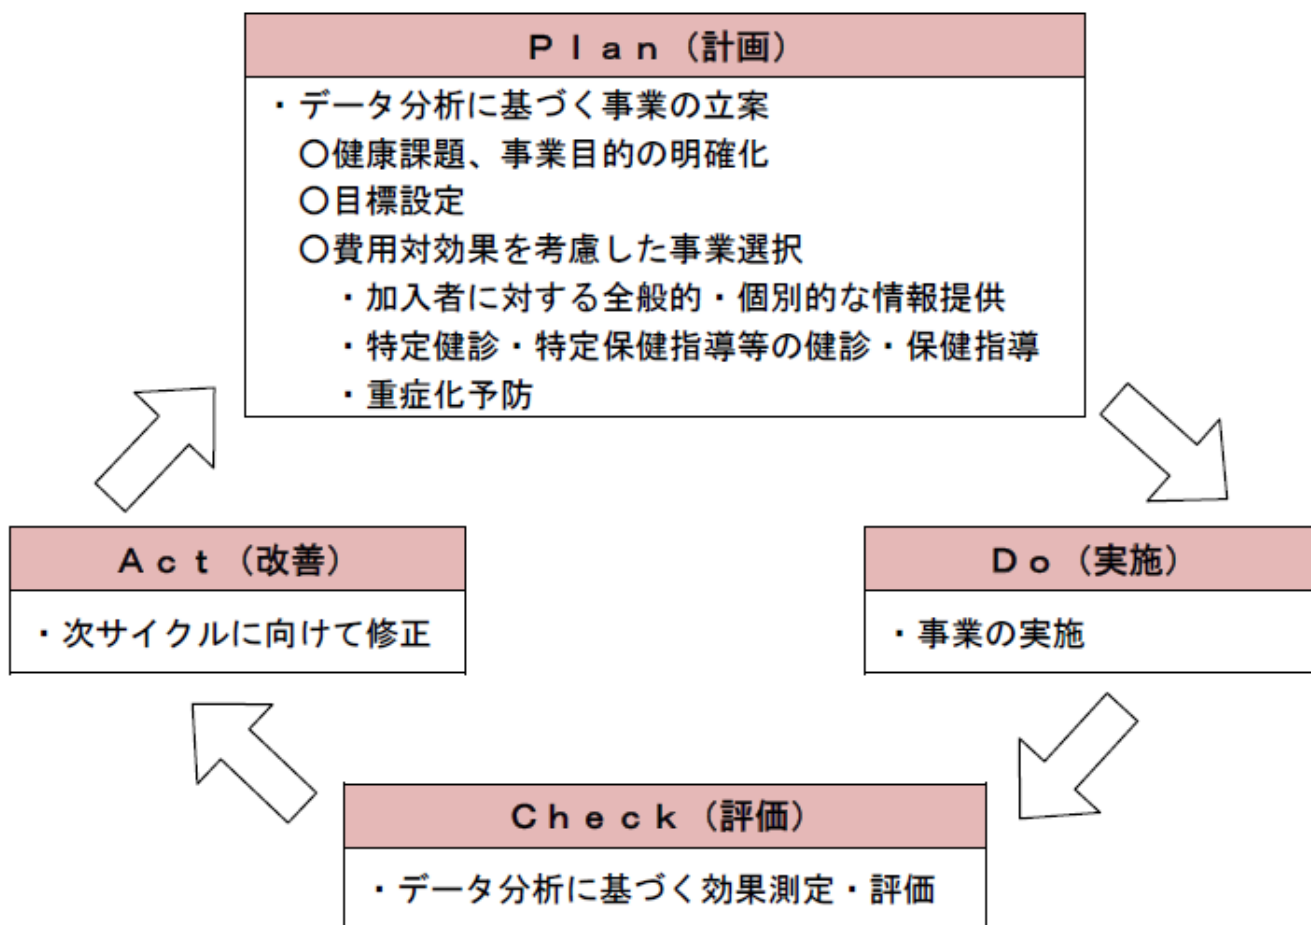 Ｐｌａｎ（計画）
・データ分析に基づく事業の立案
○健康課題、事業目的の明確化
○目標設定
○費用対効果を考慮した事業選択
・加入者に対する全般的・個別的な情報提供
・特定健診・特定保健指導等の健診・保健指導
・重症化予防
Ｄｏ（実施）
・事業の実施
Ｃｈｅｃｋ（評価）
・データ分析に基づく効果測定・評価
Ａｃｔ（改善）
・次サイクルに向けて修正